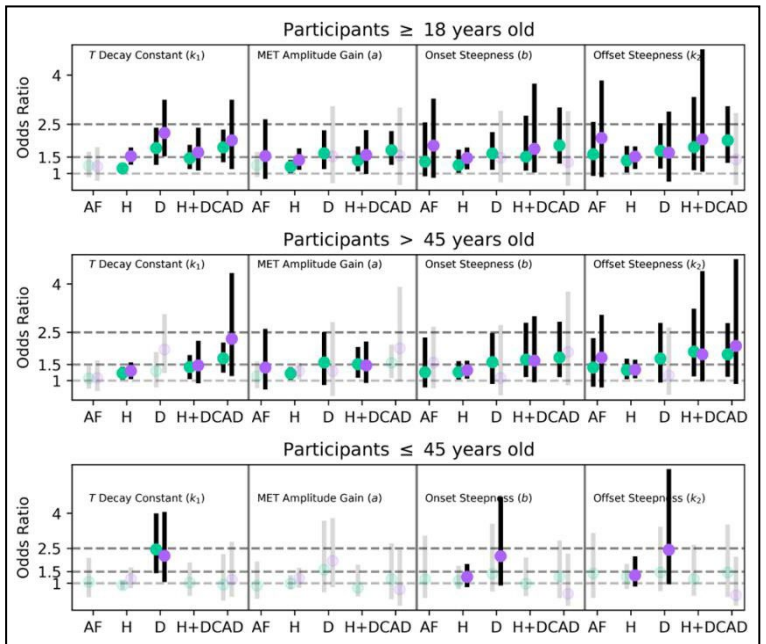 Participants ≥ 18 years old
T Decay Constant (k₁) MET Amplitude Gain (a) Onset Steepness (b) Offset Steepness (k₂)
Odds Ratio
4
2.5
1.5
1
AF H D H+D CAD AF H D H+D CAD AF H D H+D CAD AF H D H+D CAD
Participants > 45 years old
T Decay Constant (k₁) MET Amplitude Gain (a) Onset Steepness (b) Offset Steepness (k₂)
Odds Ratio
4
2.5
1.5
1
AF H D H+D CAD AF H D H+D CAD AF H D H+D CAD AF H D H+D CAD
Participants ≤ 45 years old
T Decay Constant (k₁) MET Amplitude Gain (a) Onset Steepness (b) Offset Steepness (k₂)
Odds Ratio
4
2.5
1.5
1
AF H D H+D CAD AF H D H+D CAD AF H D H+D CAD AF H D H+D CAD